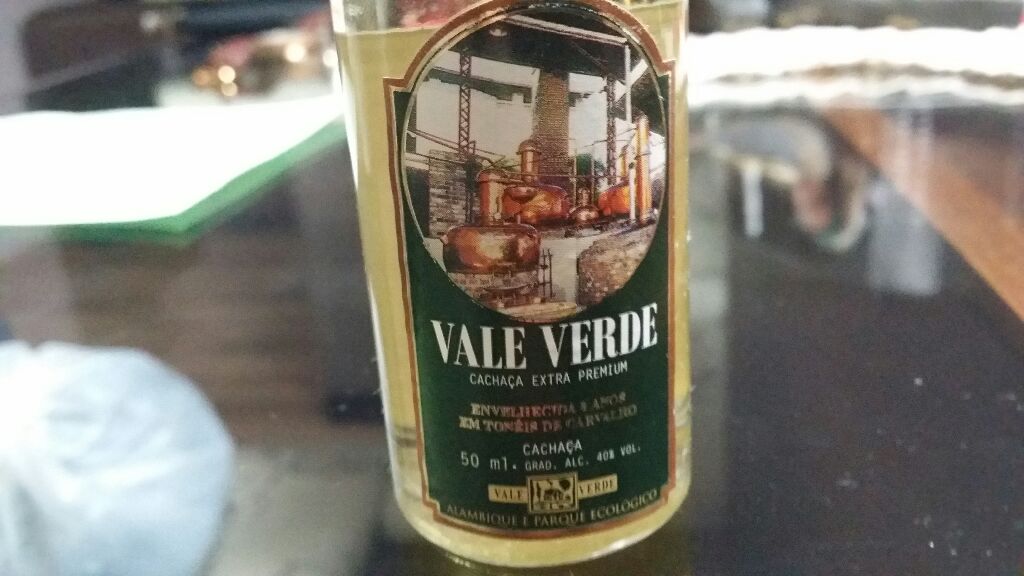 VALE VERDE
CACHAÇA EXTRA PREMIUM
ENVELHECIDA 3 ANOS
EM TONÉIS DE CARVALHO
CACHAÇA
50 ml. GRAD. ALC. 40% VOL.
VALE VERDE
ALAMBIQUE E PARQUE ECOLÓGICO